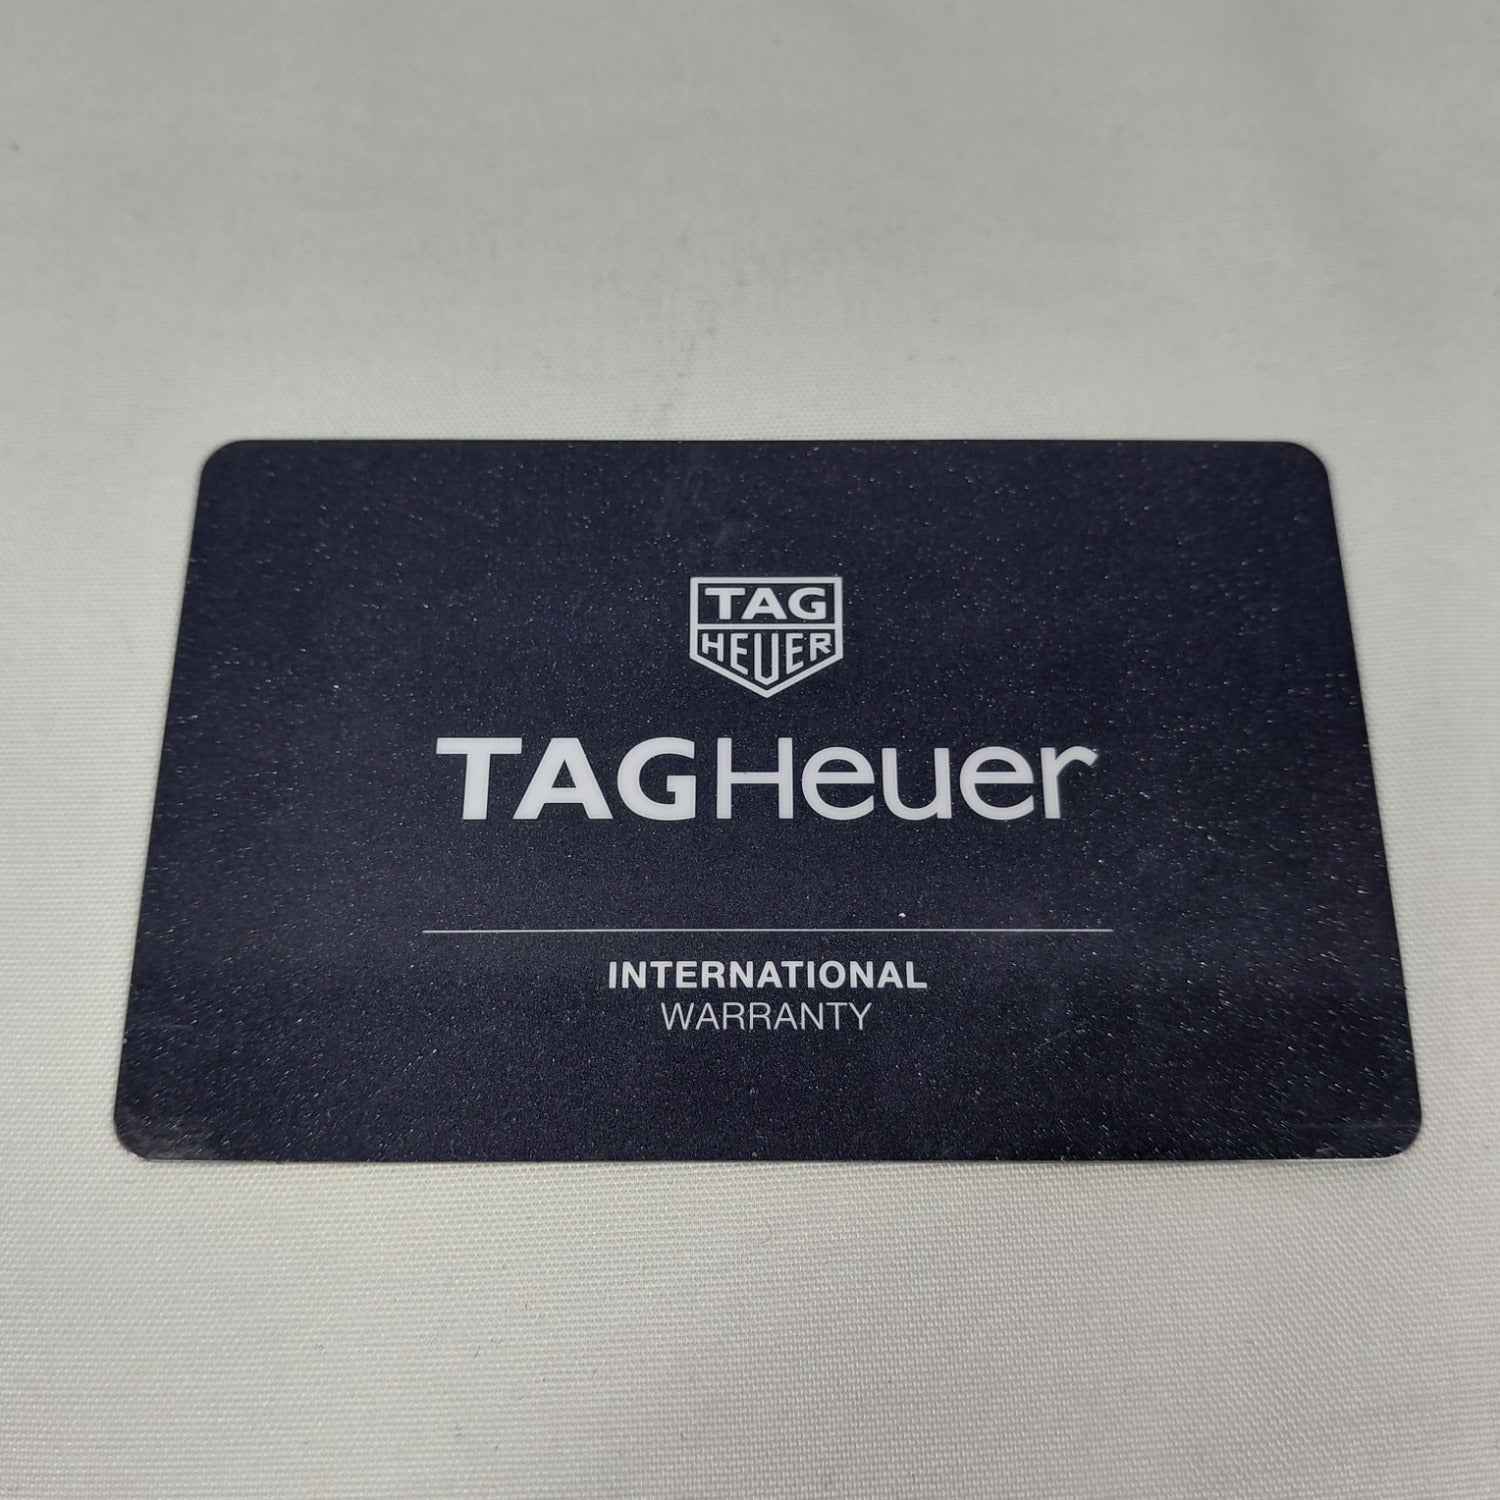 TAG
HEUER
TAGHeuer
INTERNATIONAL
WARRANTY